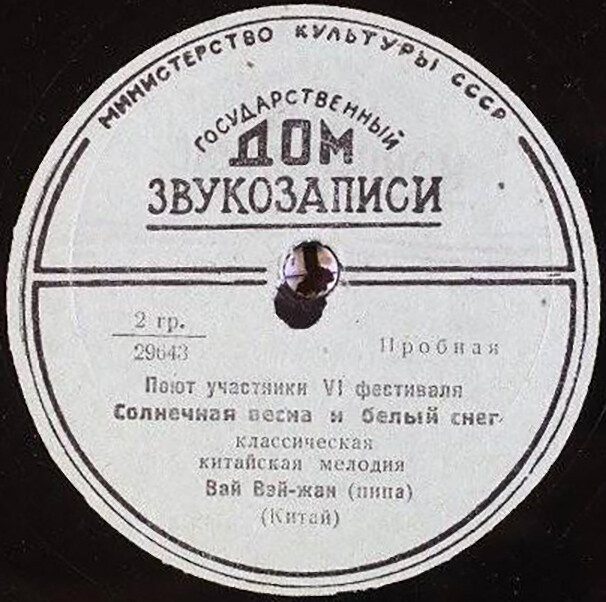 МИНИСТЕРСТВО КУЛЬТУРЫ СССР
ГОСУДАРСТВЕННЫЙ
ДОМ
ЗВУКОЗАПИСИ
2 гр.
29643
Пробная
Поют участники VI фестиваля
Солнечная весна и белый снег
классическая
китайская мелодия
Вай Вэй-жан (пипа)
(Китай)